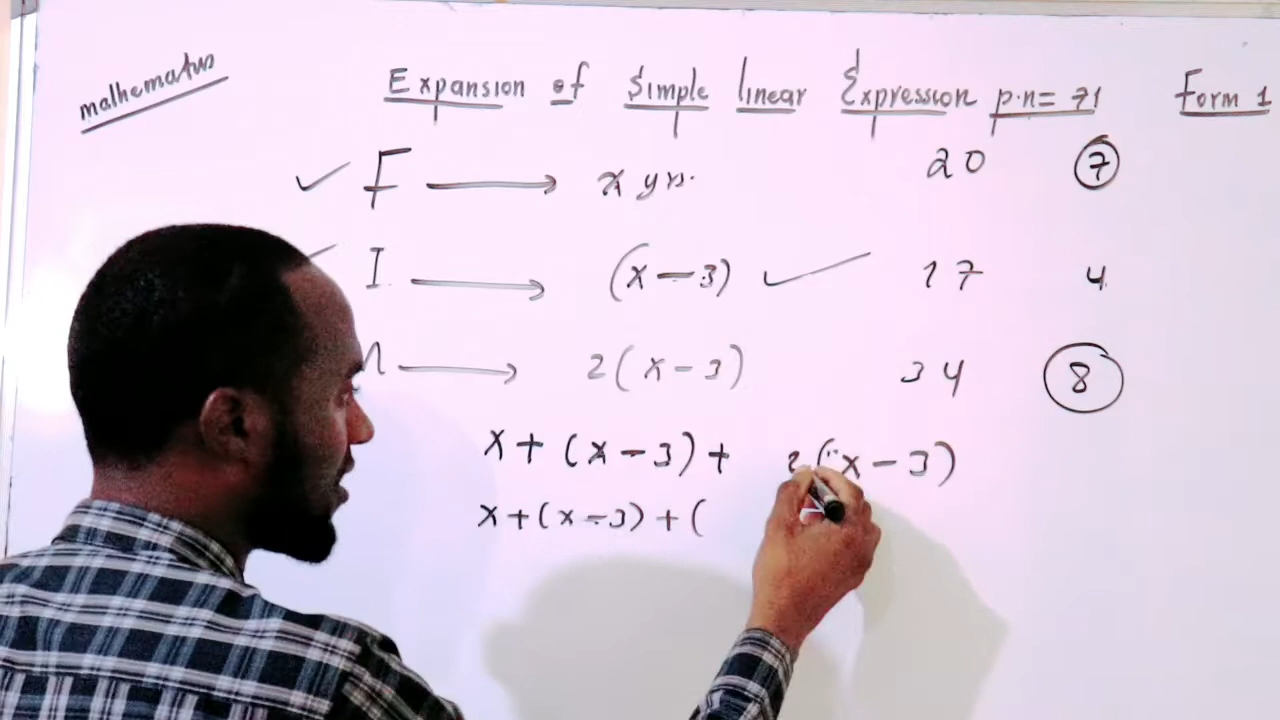 mathematics
Expansion of Simple linear Expression p.n= 71 Form 1
✓ F → x yrs. 20 7
✓ I → (x-3) ✓ 17 4
→ 2(x-3) 34 8
x+(x-3)+ 2(x-3)
x+(x-3)+(